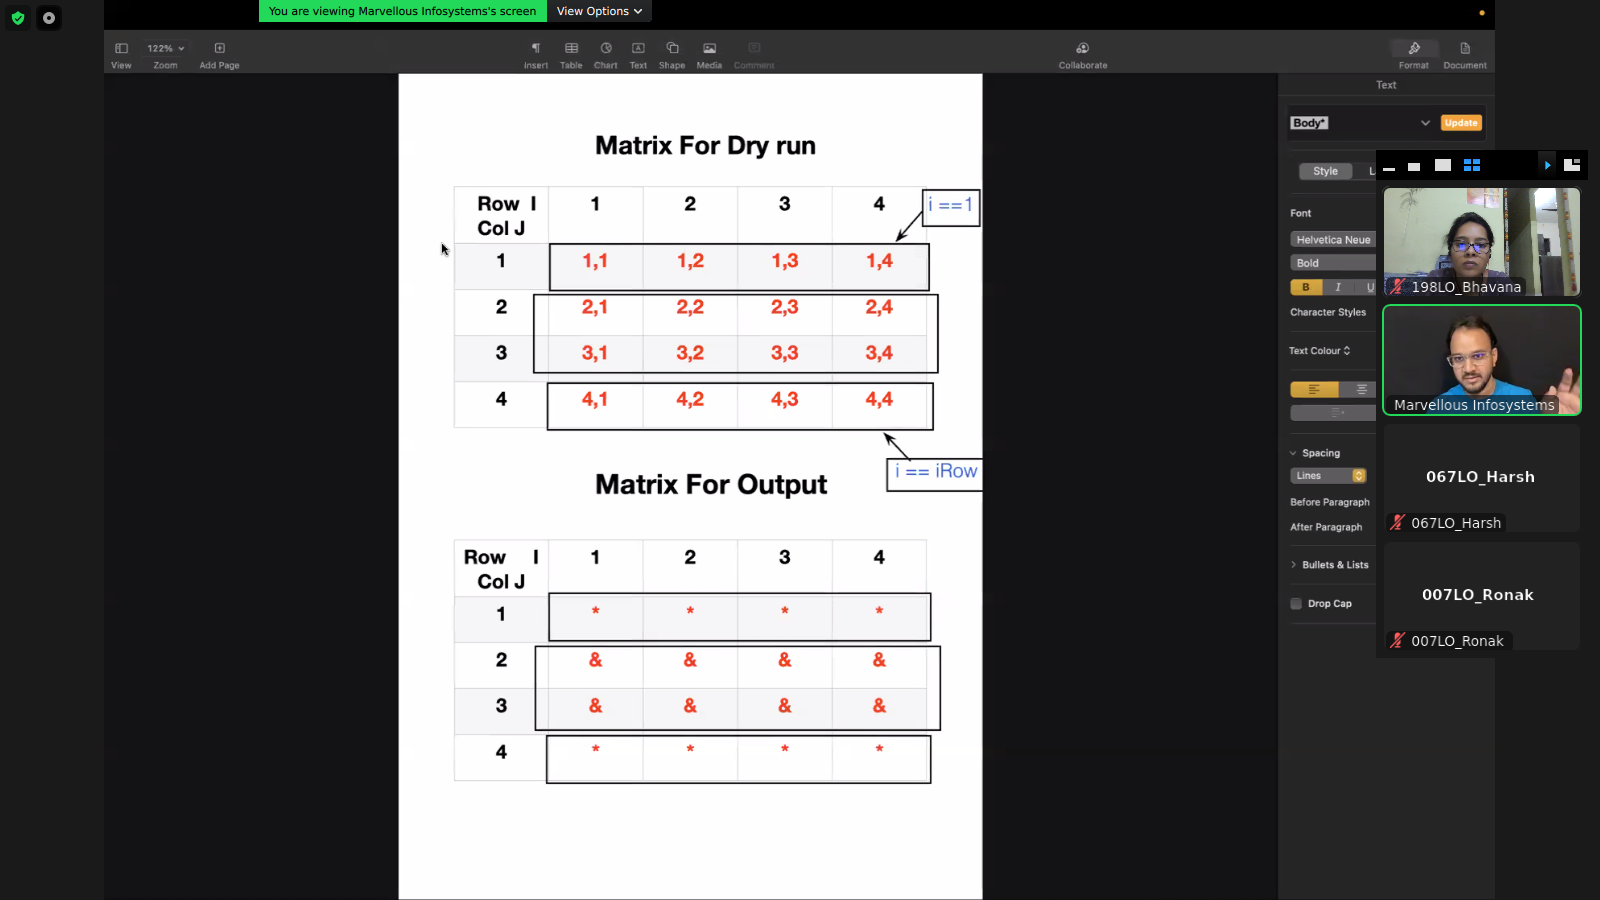 You are viewing Marvellous Infosystems's screen View Options
View
122%
Zoom
Add Page
Insert
Table
Chart
Text
Shape
Media
Comment
Collaborate
Format
Document
Text
Body*
Update
Style
L
Font
Helvetica Neue
Bold
B I U
Character Styles
Text Colour
Spacing
Lines
Before Paragraph
After Paragraph
Bullets & Lists
Drop Cap
Matrix For Dry run
Row I 1 2 3 4
Col J
i ==1
1 1,1 1,2 1,3 1,4
2 2,1 2,2 2,3 2,4
3 3,1 3,2 3,3 3,4
4 4,1 4,2 4,3 4,4
i == iRow
Matrix For Output
Row I 1 2 3 4
Col J
1 * * * *
2 & & & &
3 & & & &
4 * * * *
198LO_Bhavana
Marvellous Infosystems
067LO_Harsh
067LO_Harsh
007LO_Ronak
007LO_Ronak